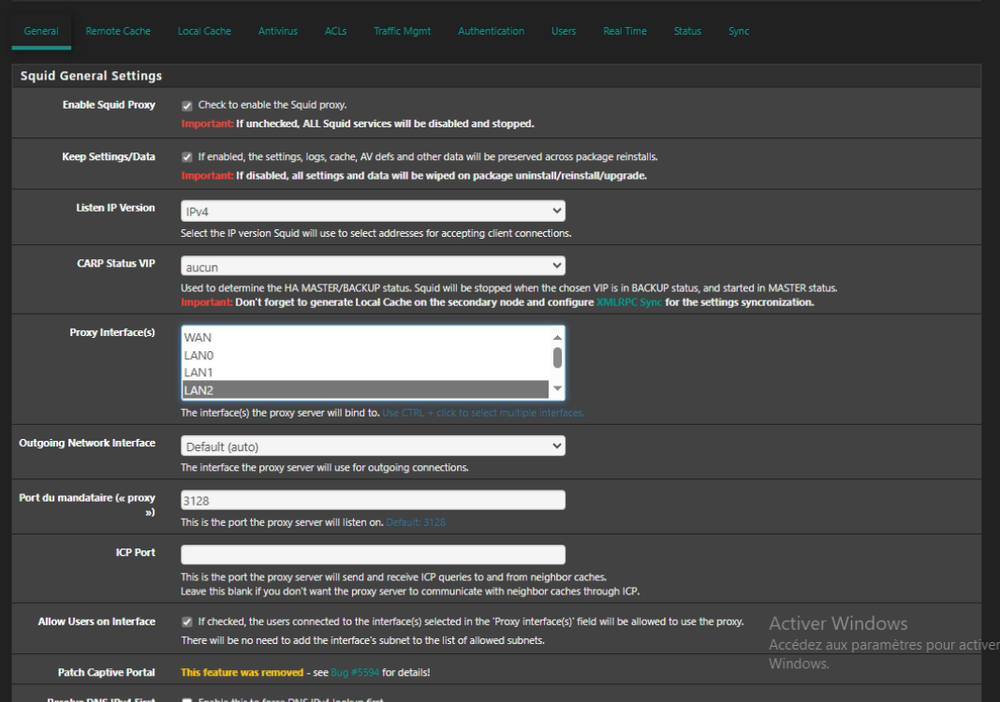 General Remote Cache Local Cache Antivirus ACLs Traffic Mgmt Authentication Users Real Time Status Sync
Squid General Settings
Enable Squid Proxy
Check to enable the Squid proxy.
Important: If unchecked, ALL Squid services will be disabled and stopped.
Keep Settings/Data
If enabled, the settings, logs, cache, AV defs and other data will be preserved across package reinstalls.
Important: If disabled, all settings and data will be wiped on package uninstall/reinstall/upgrade.
Listen IP Version
IPv4
Select the IP version Squid will use to select addresses for accepting client connections.
CARP Status VIP
aucun
Used to determine the HA MASTER/BACKUP status. Squid will be stopped when the chosen VIP is in BACKUP status, and started in MASTER status.
Important: Don't forget to generate Local Cache on the secondary node and configure XMLRPC Sync for the settings syncronization.
Proxy Interface(s)
WAN
LAN0
LAN1
LAN2
The interface(s) the proxy server will bind to. Use CTRL + click to select multiple interfaces.
Outgoing Network Interface
Default (auto)
The interface the proxy server will use for outgoing connections.
Port du mandataire (« proxy
»)
3128
This is the port the proxy server will listen on. Default: 3128
ICP Port
This is the port the proxy server will send and receive ICP queries to and from neighbor caches.
Leave this blank if you don't want the proxy server to communicate with neighbor caches through ICP.
Allow Users on Interface
If checked, the users connected to the interface(s) selected in the 'Proxy interface(s)' field will be allowed to use the proxy.
There will be no need to add the interface's subnet to the list of allowed subnets.
Activer Windows
Accédez aux paramètres pour activer
Windows.
Patch Captive Portal
This feature was removed - see Bug #5594 for details!
Resolve DNS IPv4 First
Enable this to force DNS IPv4 lookup first.